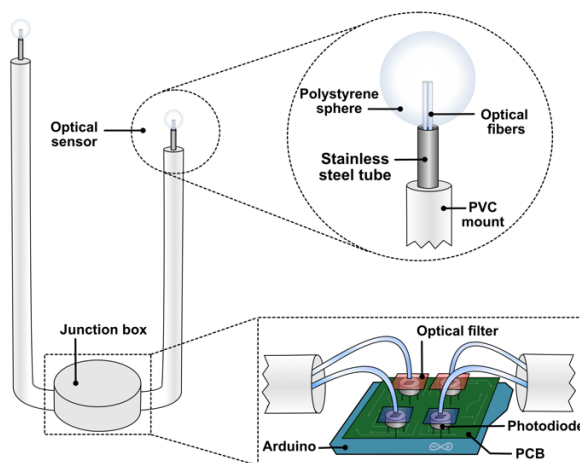 Optical
sensor
Polystyrene
sphere
Optical
fibers
Stainless
steel tube
PVC
mount
Junction box
Optical filter
Photodiode
Arduino
PCB